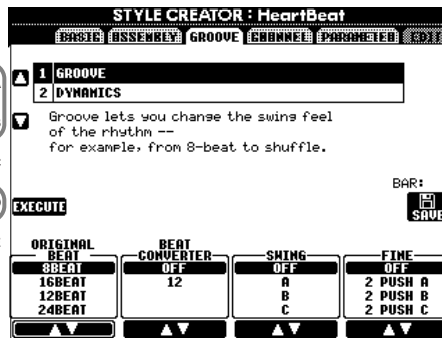 STYLE CREATOR : HeartBeat
BASIC ASSEMBLY GROOVE CHANNEL PARAMETER EDIT
1 GROOVE
2 DYNAMICS
Groove lets you change the swing feel
of the rhythm --
for example, from 8-beat to shuffle.
BAR:
EXECUTE
SAVE
ORIGINAL BEAT
BEAT CONVERTER
SWING
FINE
8BEAT OFF OFF OFF
16BEAT 12 A 2 PUSH A
12BEAT B 2 PUSH B
24BEAT C 2 PUSH C